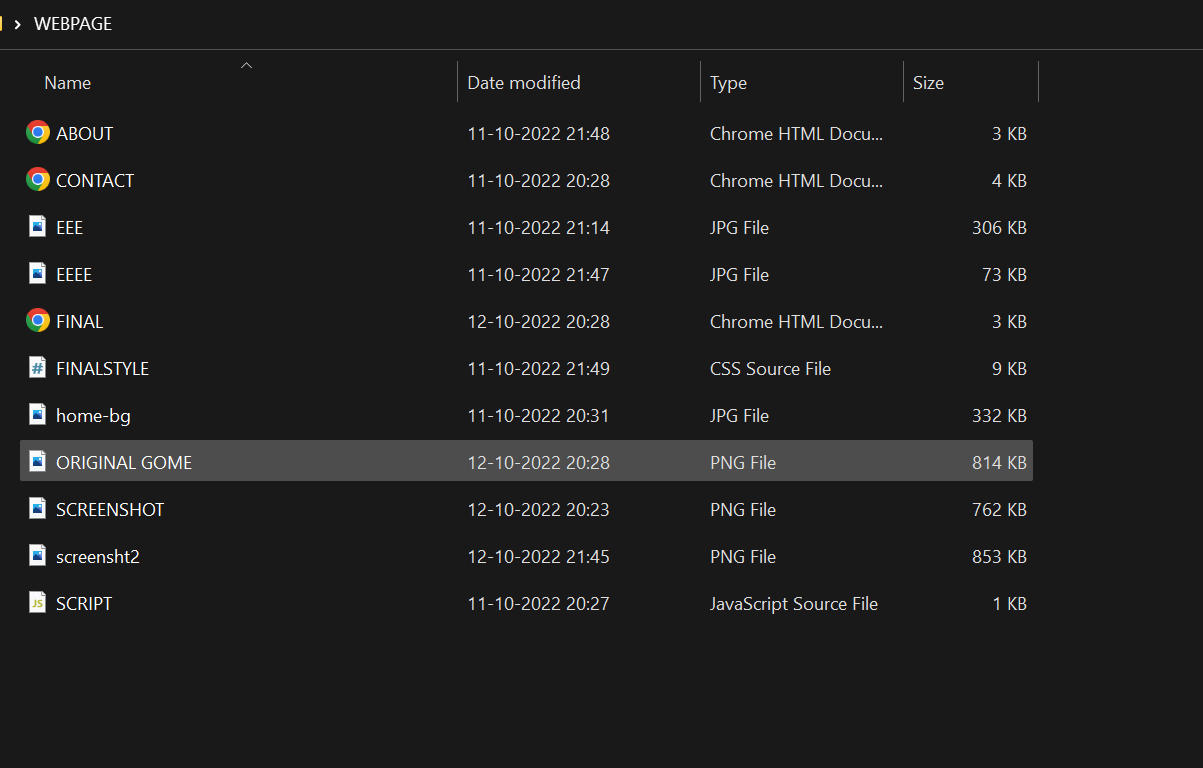 WEBPAGE
Name Date modified Type Size
ABOUT 11-10-2022 21:48 Chrome HTML Docu... 3 KB
CONTACT 11-10-2022 20:28 Chrome HTML Docu... 4 KB
EEE 11-10-2022 21:14 JPG File 306 KB
EEEE 11-10-2022 21:47 JPG File 73 KB
FINAL 12-10-2022 20:28 Chrome HTML Docu... 3 KB
# FINALSTYLE 11-10-2022 21:49 CSS Source File 9 KB
home-bg 11-10-2022 20:31 JPG File 332 KB
ORIGINAL GOME 12-10-2022 20:28 PNG File 814 KB
SCREENSHOT 12-10-2022 20:23 PNG File 762 KB
screensht2 12-10-2022 21:45 PNG File 853 KB
JS SCRIPT 11-10-2022 20:27 JavaScript Source File 1 KB